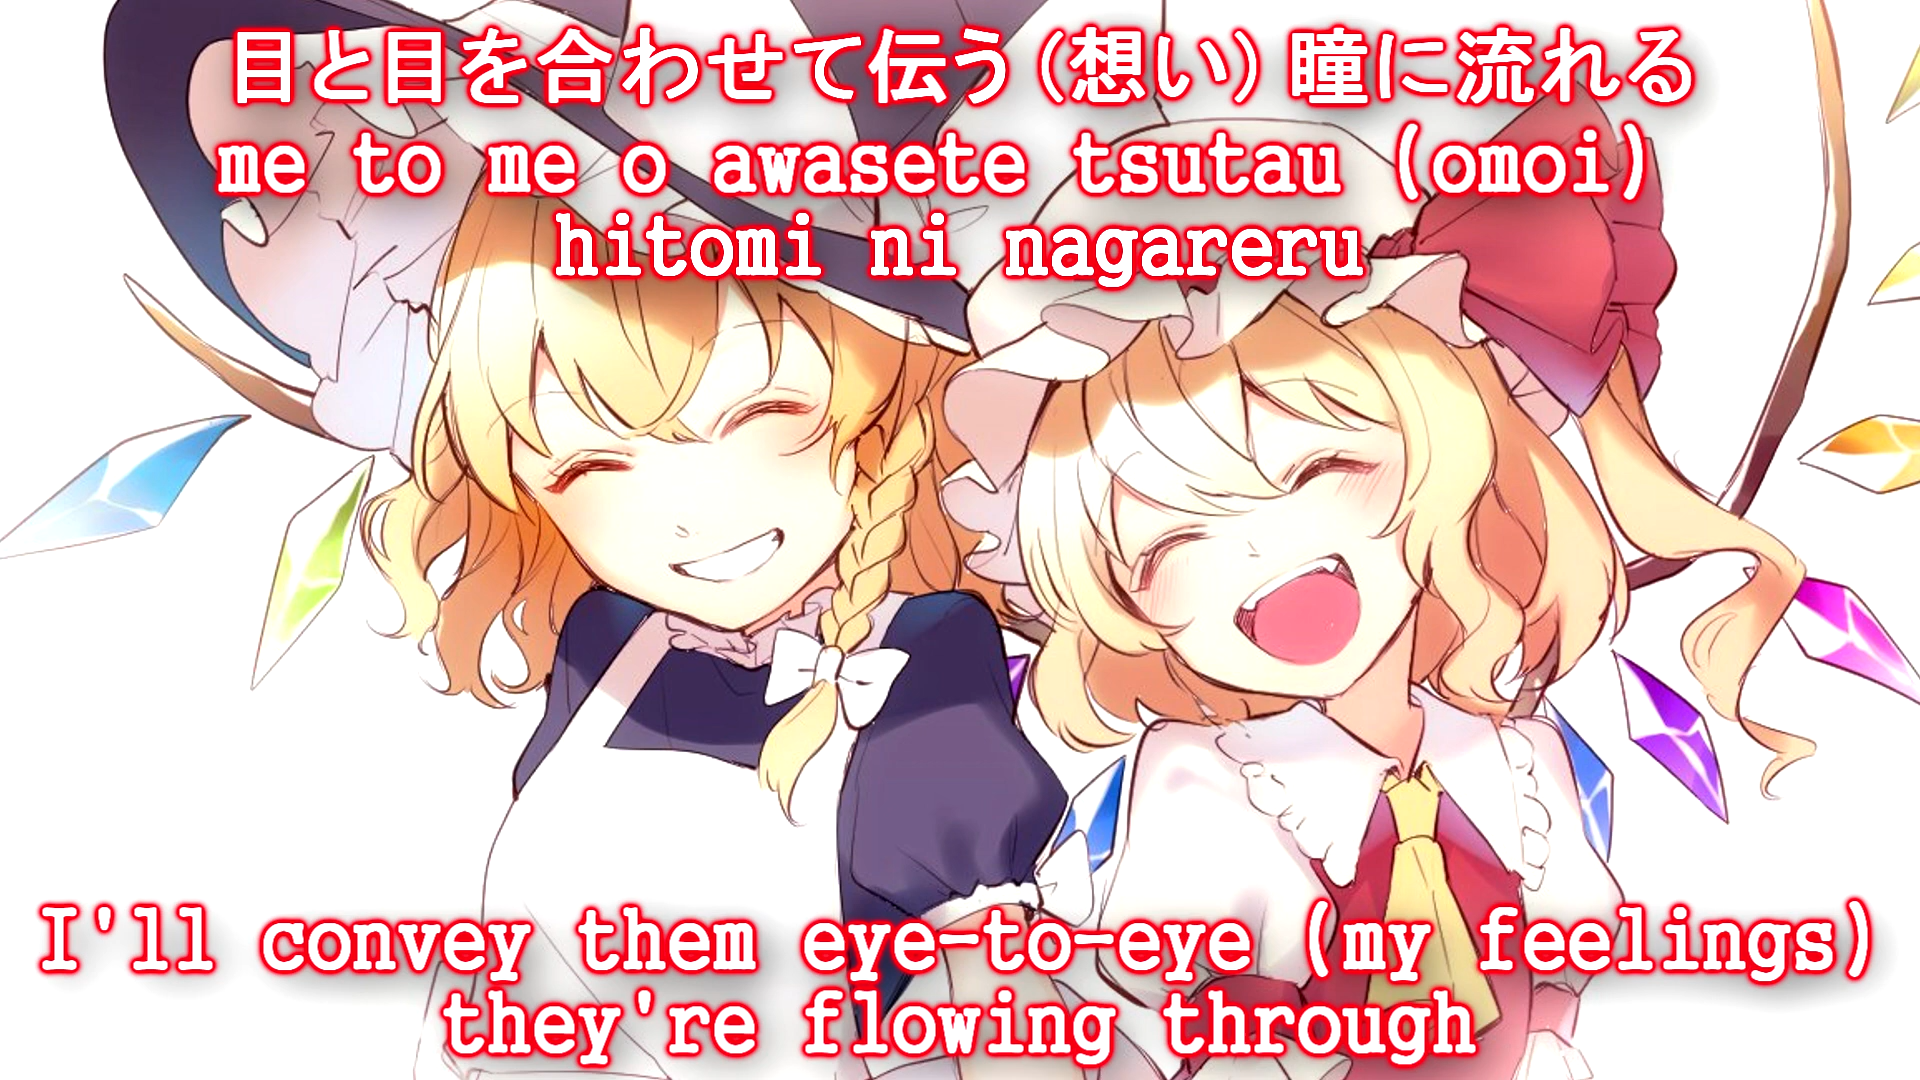 目と目を合わせて伝う(想い)瞳に流れる
me to me o awasete tsutau (omoi)
hitomi ni nagareru
I'll convey them eye-to-eye (my feelings)
they're flowing through